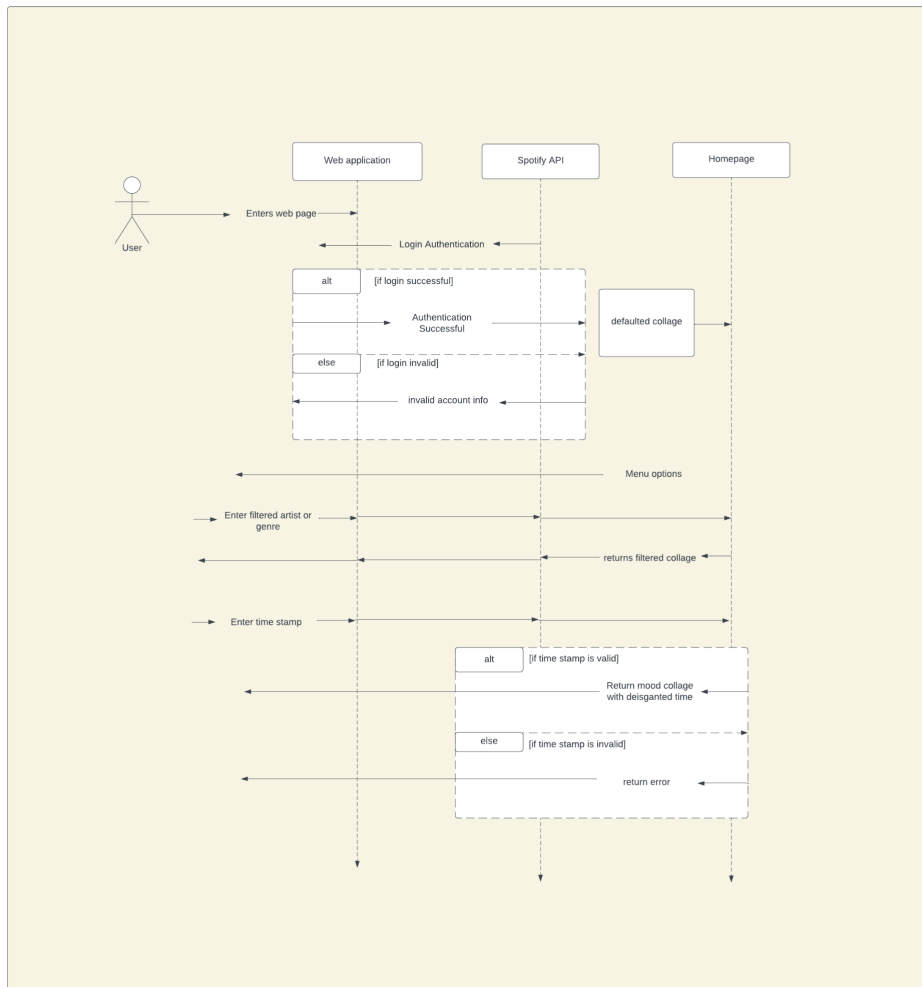 Web application
Spotify API
Homepage
User
Enters web page
Login Authentication
alt
[if login successful]
Authentication
Successful
defaulted collage
else
[if login invalid]
invalid account info
Menu options
Enter filtered artist or
genre
returns filtered collage
Enter time stamp
alt
[if time stamp is valid]
Return mood collage
with deisganted time
else
[if time stamp is invalid]
return error